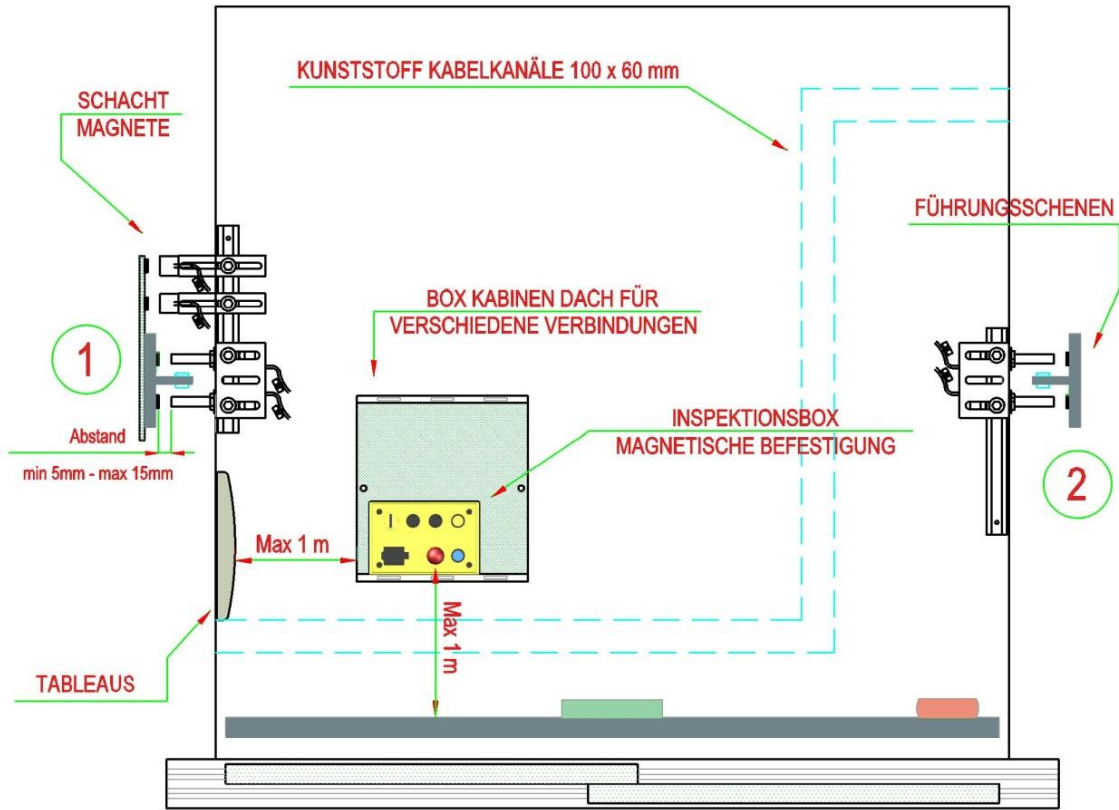 KUNSTSTOFF KABELKANÄLE 100 x 60 mm
SCHACHT
MAGNETE
FÜHRUNGSSCHENEN
BOX KABINEN DACH FÜR
VERSCHIEDENE VERBINDUNGEN
1
INSPEKTIONSBOX
MAGNETISCHE BEFESTIGUNG
Abstand
min 5mm - max 15mm
2
Max 1 m
Max 1 m
TABLEAUS